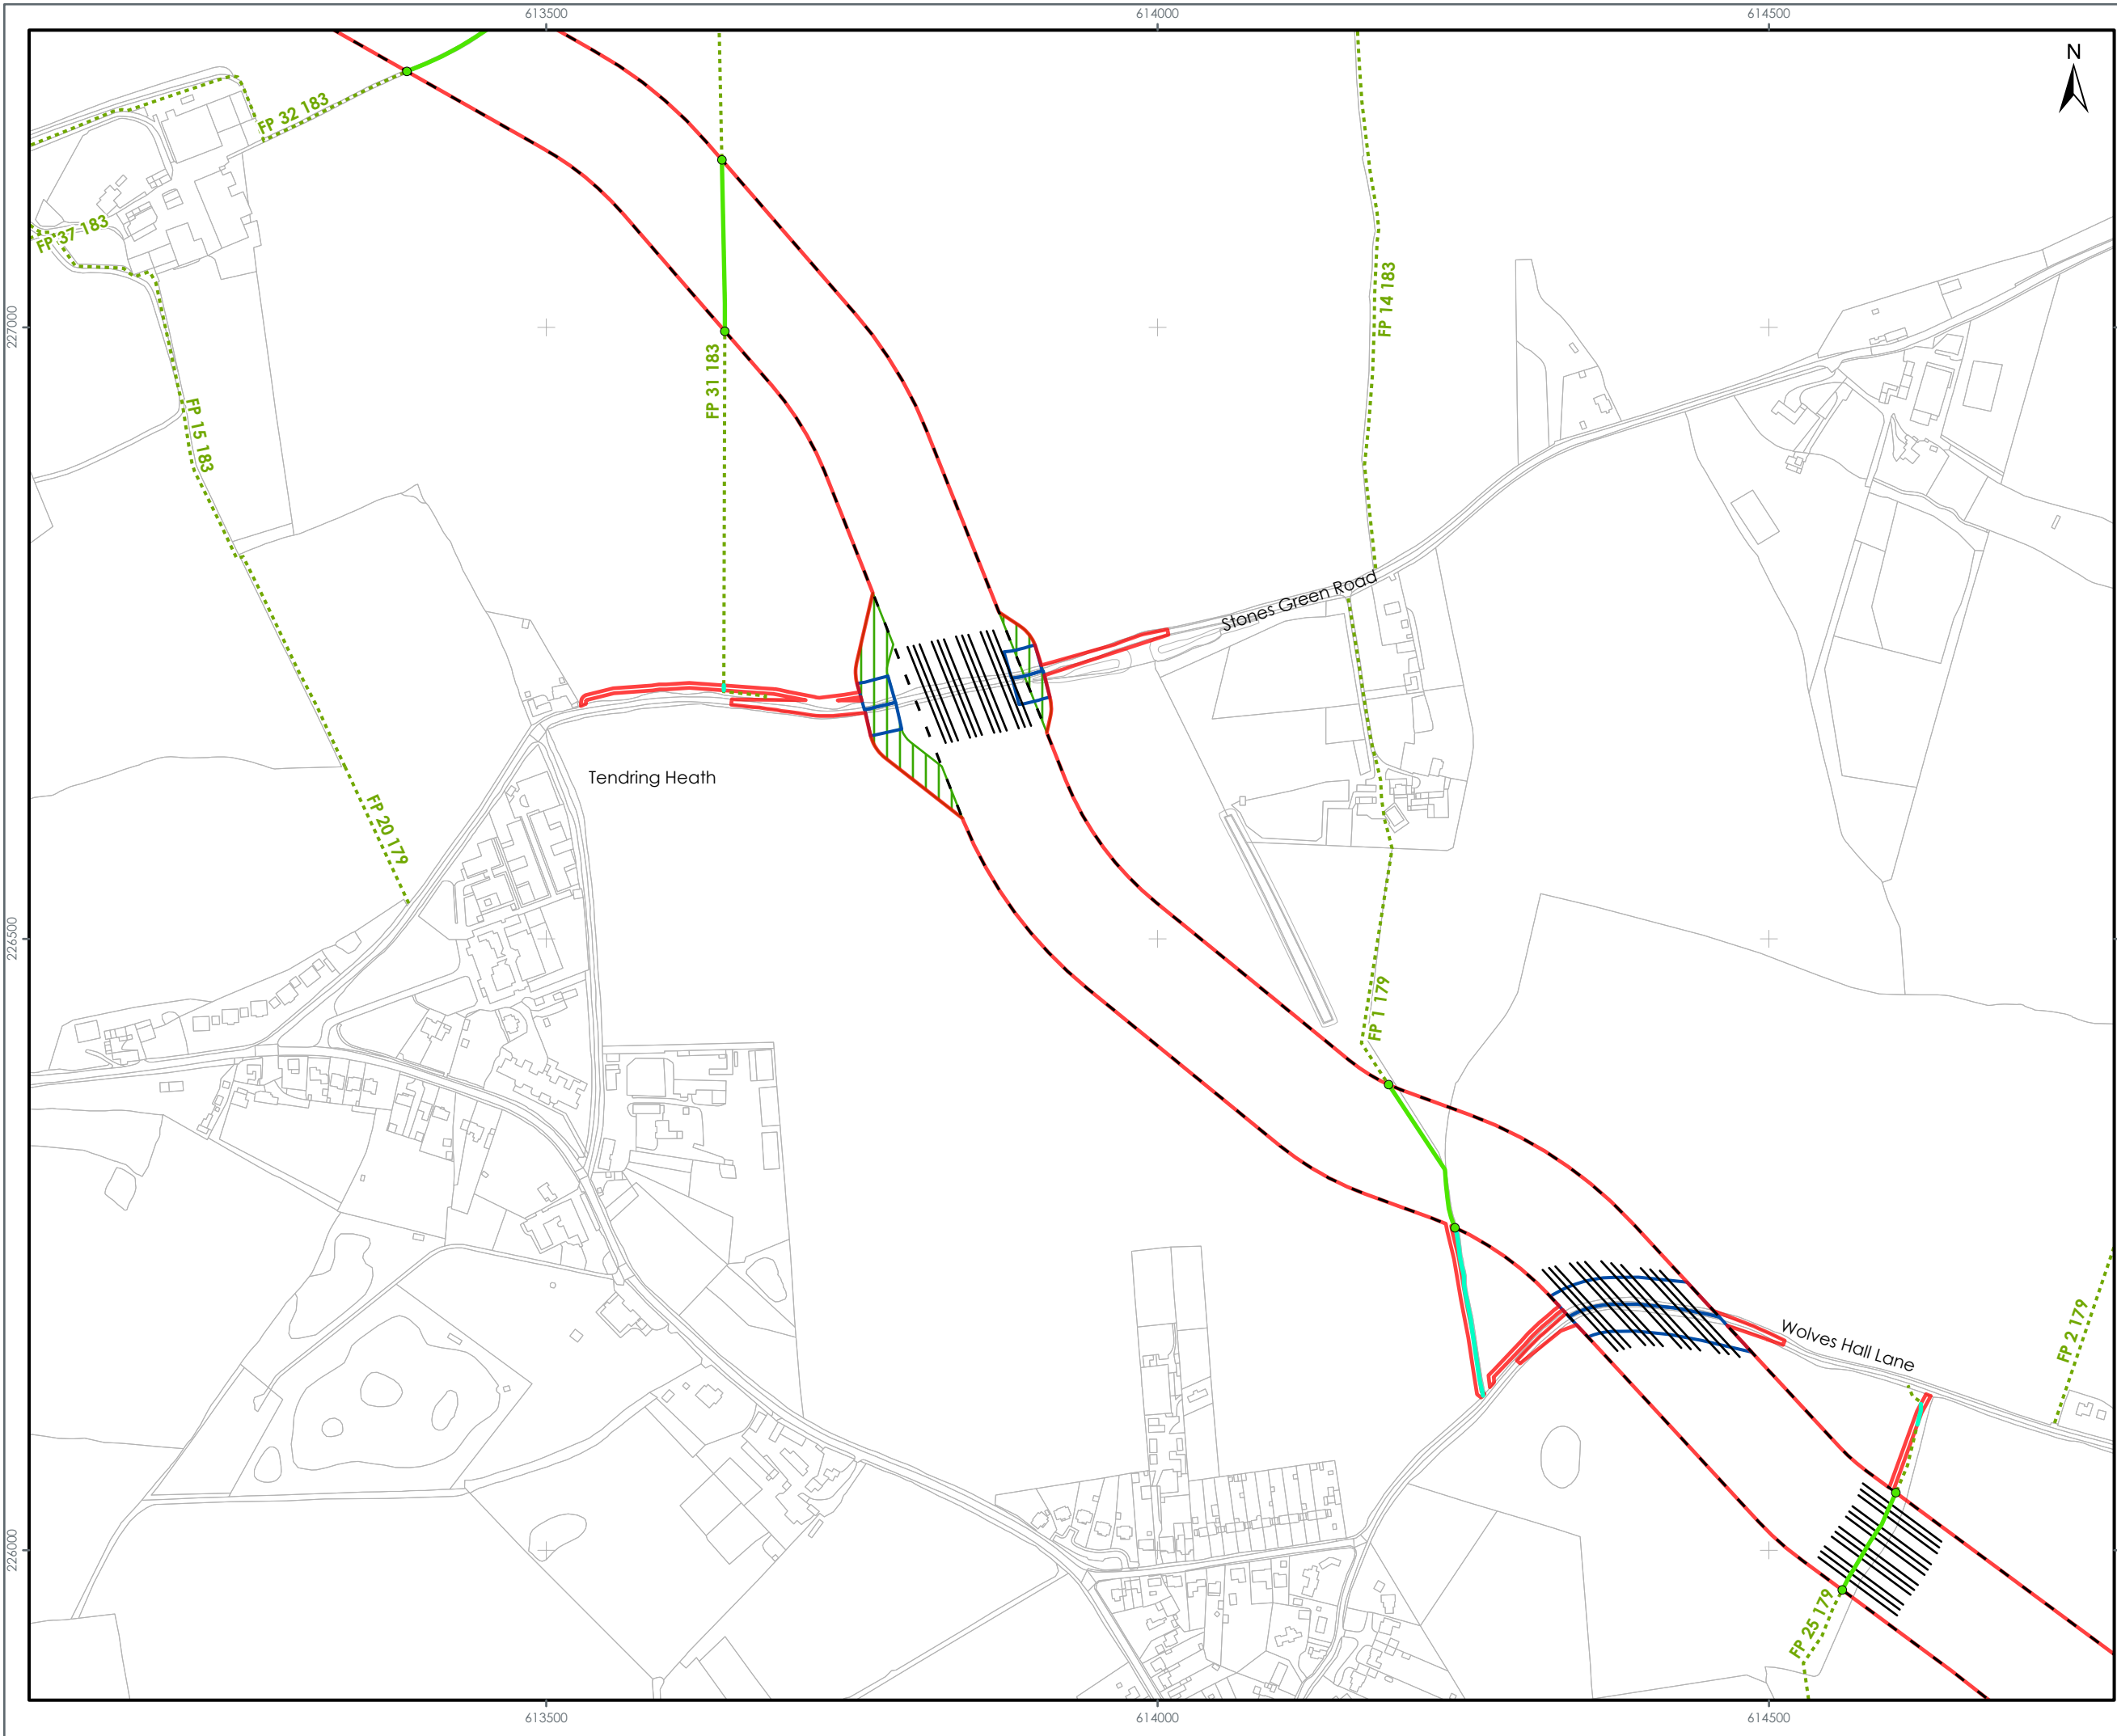 613500
614000
614500
N
FP 32 183
FP 37 183
227000
FP 14 183
FP 31 183
FP 15 183
Stones Green Road
Tendring Heath
FP 20 179
226500
FP 1 179
Wolves Hall Lane
FP 2 179
226000
FP 25 179
613500
614000
614500